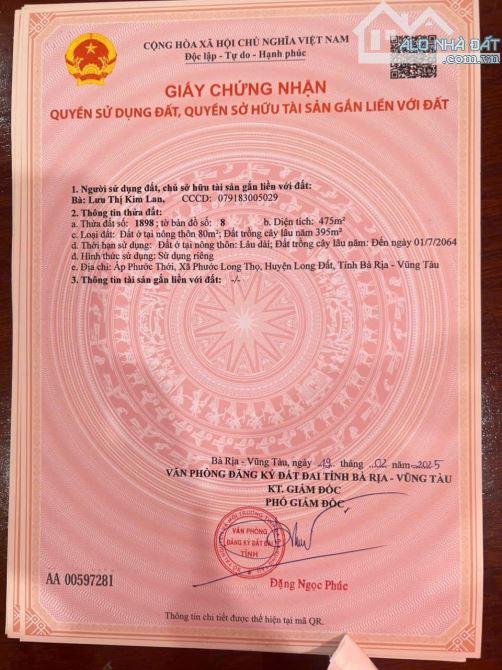 CỘNG HÒA XÃ HỘI CHỦ NGHĨA VIỆT NAM
Độc lập - Tự do - Hạnh phúc
ALO NHÀ ĐẤT
.com.vn
GIẤY CHỨNG NHẬN
QUYỀN SỬ DỤNG ĐẤT, QUYỀN SỞ HỮU TÀI SẢN GẮN LIỀN VỚI ĐẤT
1. Người sử dụng đất, chủ sở hữu tài sản gắn liền với đất:
Bà: Lưu Thị Kim Lan, CCCD: 079183005029
2. Thông tin thửa đất:
a. Thửa đất số: 1898; tờ bản đồ số: 8 b. Diện tích: 475m²
c. Loại đất: Đất ở tại nông thôn 80m²; Đất trồng cây lâu năm 395m²
d. Thời hạn sử dụng: Đất ở tại nông thôn: Lâu dài; Đất trồng cây lâu năm: Đến ngày 01/7/2064
đ. Hình thức sử dụng: Sử dụng riêng
e. Địa chỉ: Ấp Phước Thới, Xã Phước Long Thọ, Huyện Long Đất, Tỉnh Bà Rịa - Vũng Tàu
3. Thông tin tài sản gắn liền với đất: -/-
Bà Rịa - Vũng Tàu, ngày 19 tháng 02 năm 2025
VĂN PHÒNG ĐĂNG KÝ ĐẤT ĐAI TỈNH BÀ RỊA - VŨNG TÀU
KT. GIÁM ĐỐC
PHÓ GIÁM ĐỐC
VĂN PHÒNG
ĐĂNG KÝ ĐẤT ĐAI
TỈNH
AA 00597281
Đặng Ngọc Phúc
Thông tin chi tiết được thể hiện tại mã QR.